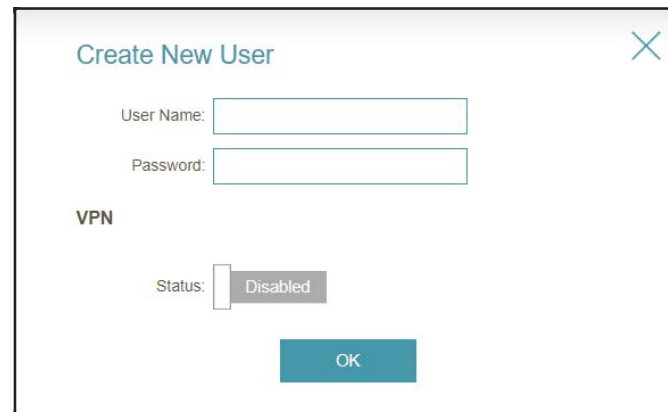 Create New User
User Name:
Password:
VPN
Status: Disabled
OK